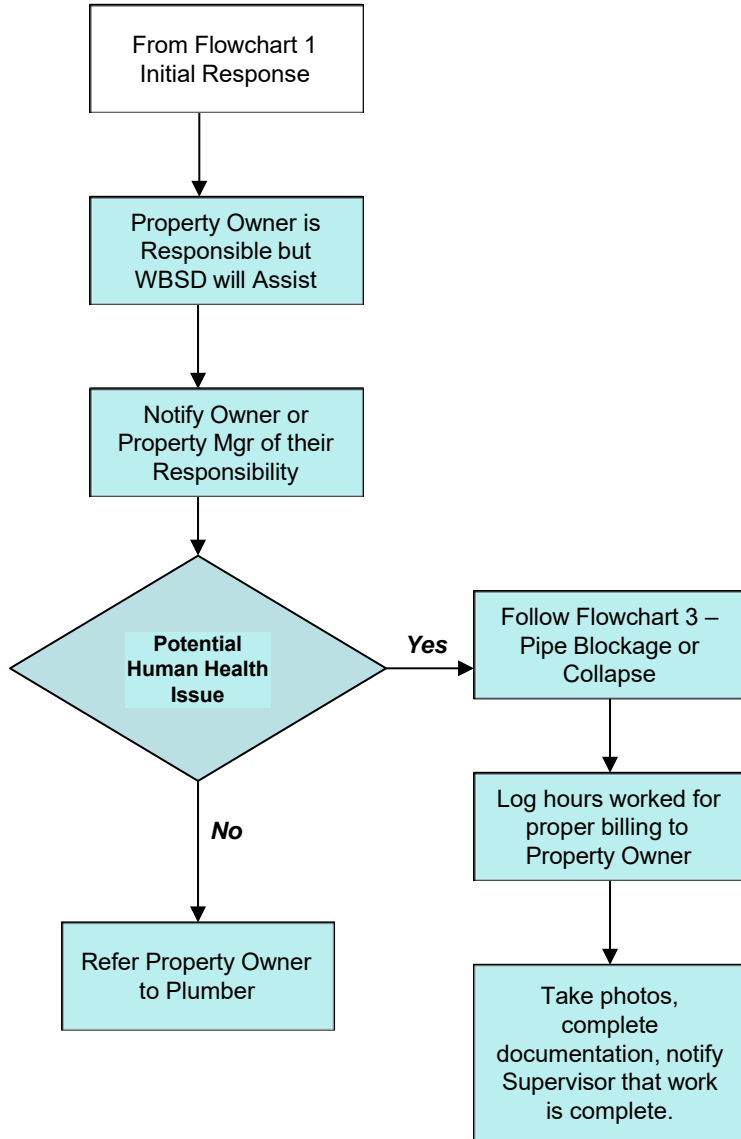 From Flowchart 1
Initial Response
Property Owner is
Responsible but
WBSD will Assist
Notify Owner or
Property Mgr of their
Responsibility
Potential
Human Health
Issue
Yes
Follow Flowchart 3 –
Pipe Blockage or
Collapse
Log hours worked for
proper billing to
Property Owner
No
Refer Property Owner
to Plumber
Take photos,
complete
documentation, notify
Supervisor that work
is complete.